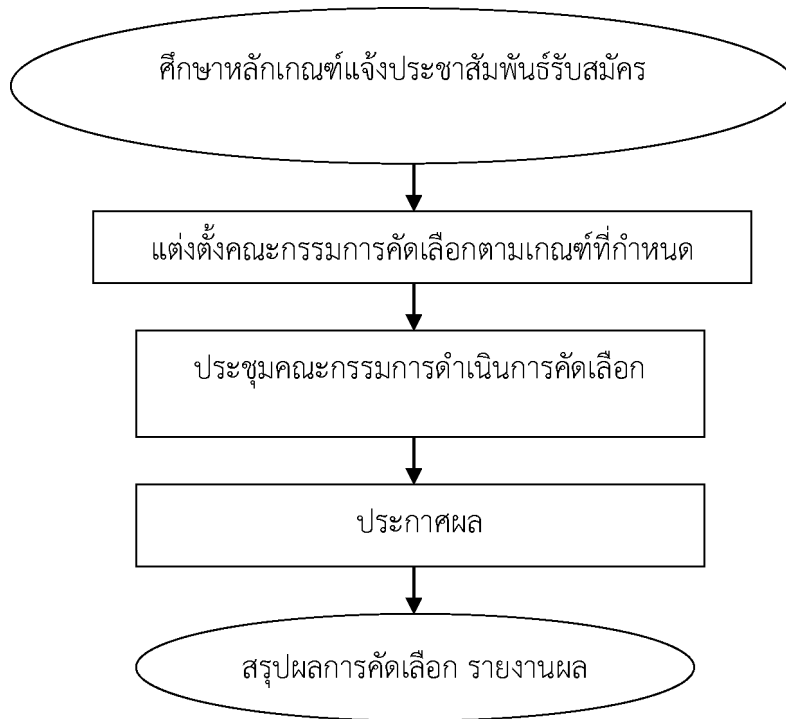 ศึกษาหลักเกณฑ์แจ้งประชาสัมพันธ์รับสมัคร
แต่งตั้งคณะกรรมการคัดเลือกตามเกณฑ์ที่กำหนด
ประชุมคณะกรรมการดำเนินการคัดเลือก
ประกาศผล
สรุปผลการคัดเลือก รายงานผล